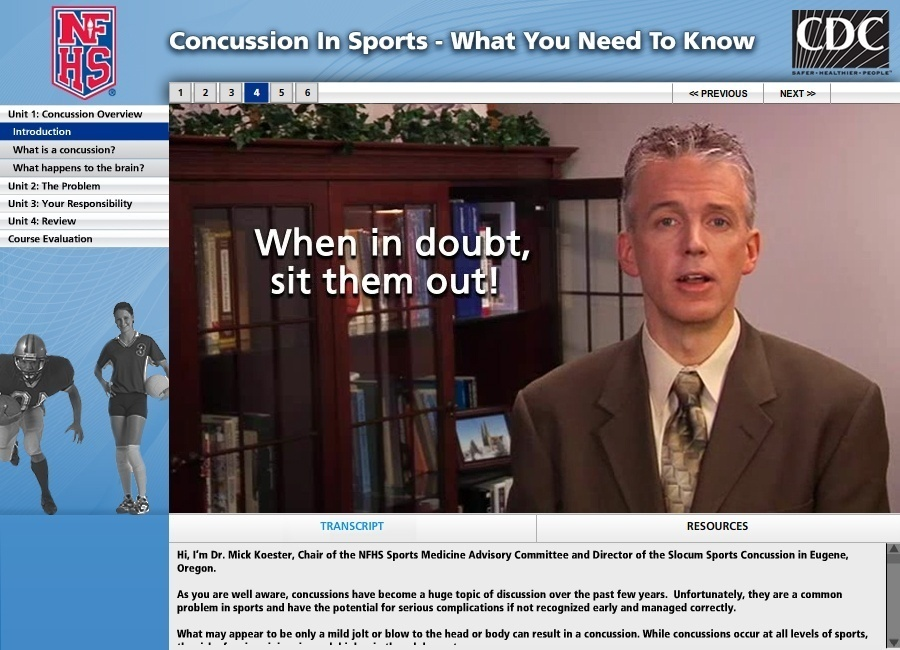 NF
HS
®
Concussion In Sports - What You Need To Know
CDC
SAFER • HEALTHIER • PEOPLE™
1 2 3 4 5 6
<< PREVIOUS
NEXT >>
Unit 1: Concussion Overview
Introduction
What is a concussion?
What happens to the brain?
Unit 2: The Problem
Unit 3: Your Responsibility
Unit 4: Review
Course Evaluation
When in doubt,
sit them out!
TRANSCRIPT
RESOURCES
Hi, I'm Dr. Mick Koester, Chair of the NFHS Sports Medicine Advisory Committee and Director of the Slocum Sports Concussion in Eugene,
Oregon.
As you are well aware, concussions have become a huge topic of discussion over the past few years. Unfortunately, they are a common
problem in sports and have the potential for serious complications if not recognized early and managed correctly.
What may appear to be only a mild jolt or blow to the head or body can result in a concussion. While concussions occur at all levels of sports,